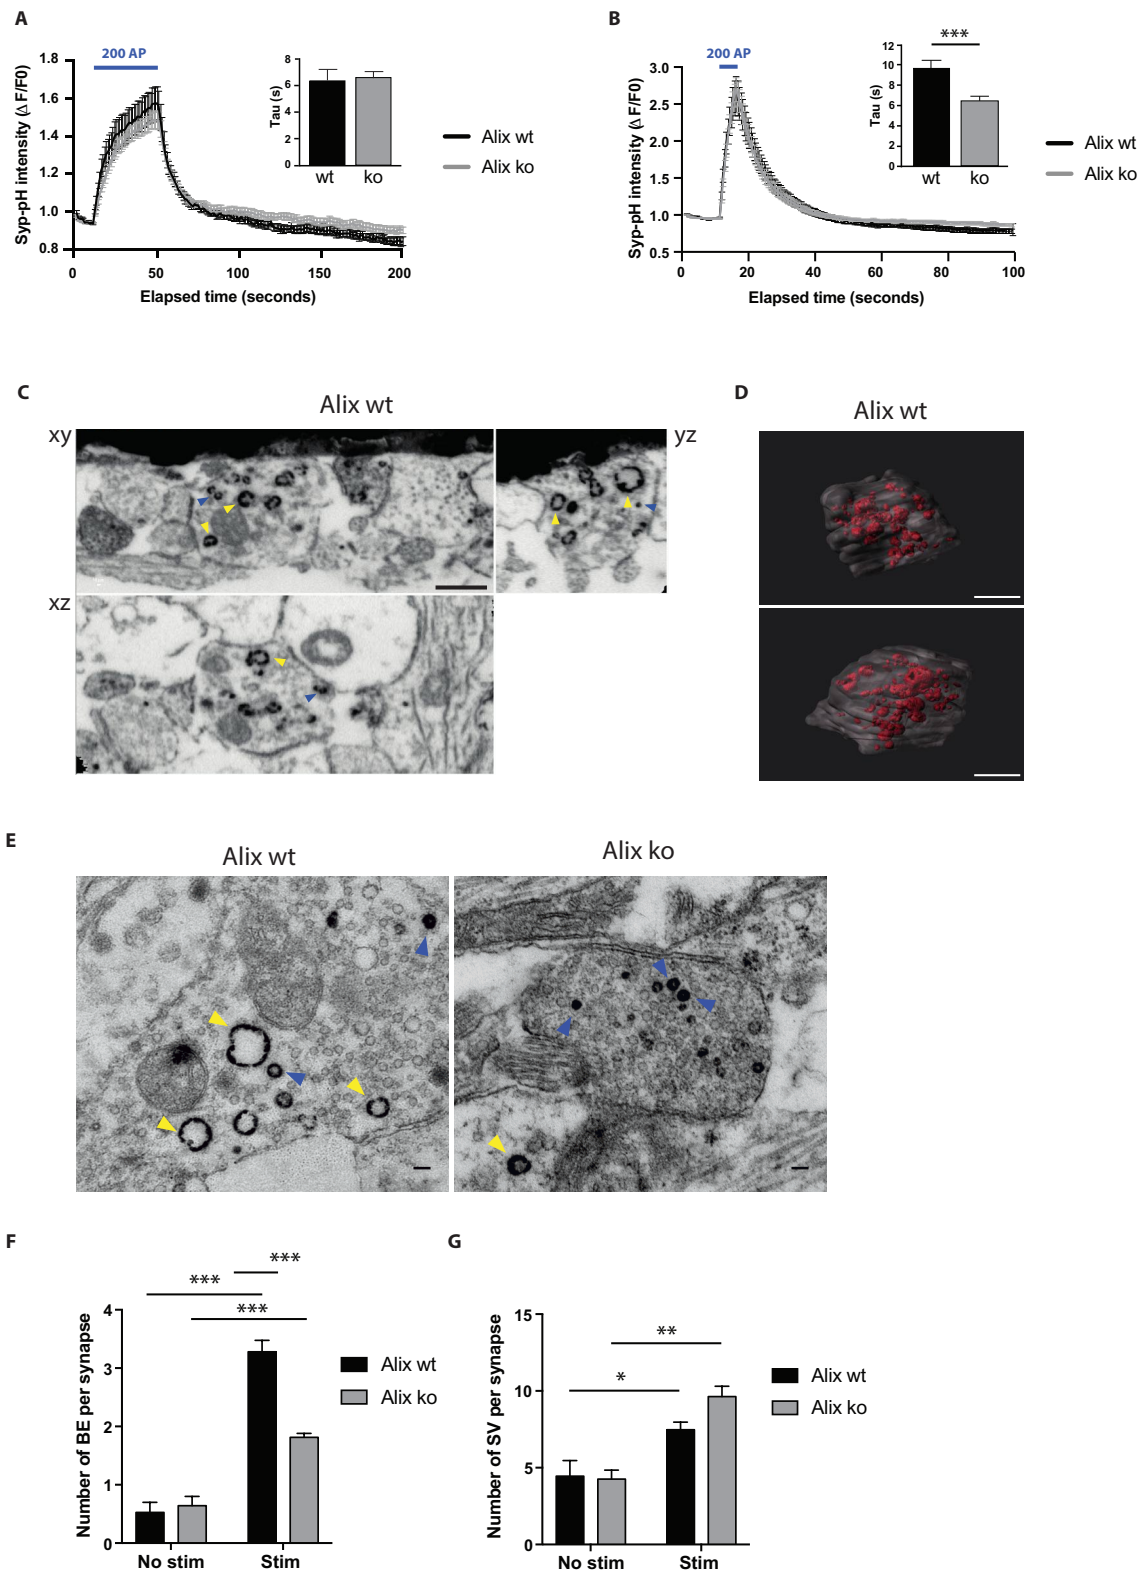 A
200 AP
Syp-pH intensity (Δ F/F0)
1.8
1.6
1.4
1.2
1.0
0.8
0
50
100
150
200
Elapsed time (seconds)
Tau (s)
8
6
4
2
0
wt
ko
Alix wt
Alix ko
B
200 AP
Syp-pH intensity (Δ F/F0)
3.0
2.5
2.0
1.5
1.0
0.5
0
20
40
60
80
100
Elapsed time (seconds)
***
Tau (s)
12
10
8
6
4
2
0
wt
ko
Alix wt
Alix ko
C
Alix wt
xy
yz
xz
D
Alix wt
E
Alix wt
Alix ko
F
***
***
***
Number of BE per synapse
4
3
2
1
0
No stim
Stim
Alix wt
Alix ko
G
**
*
Number of SV per synapse
15
10
5
0
No stim
Stim
Alix wt
Alix ko